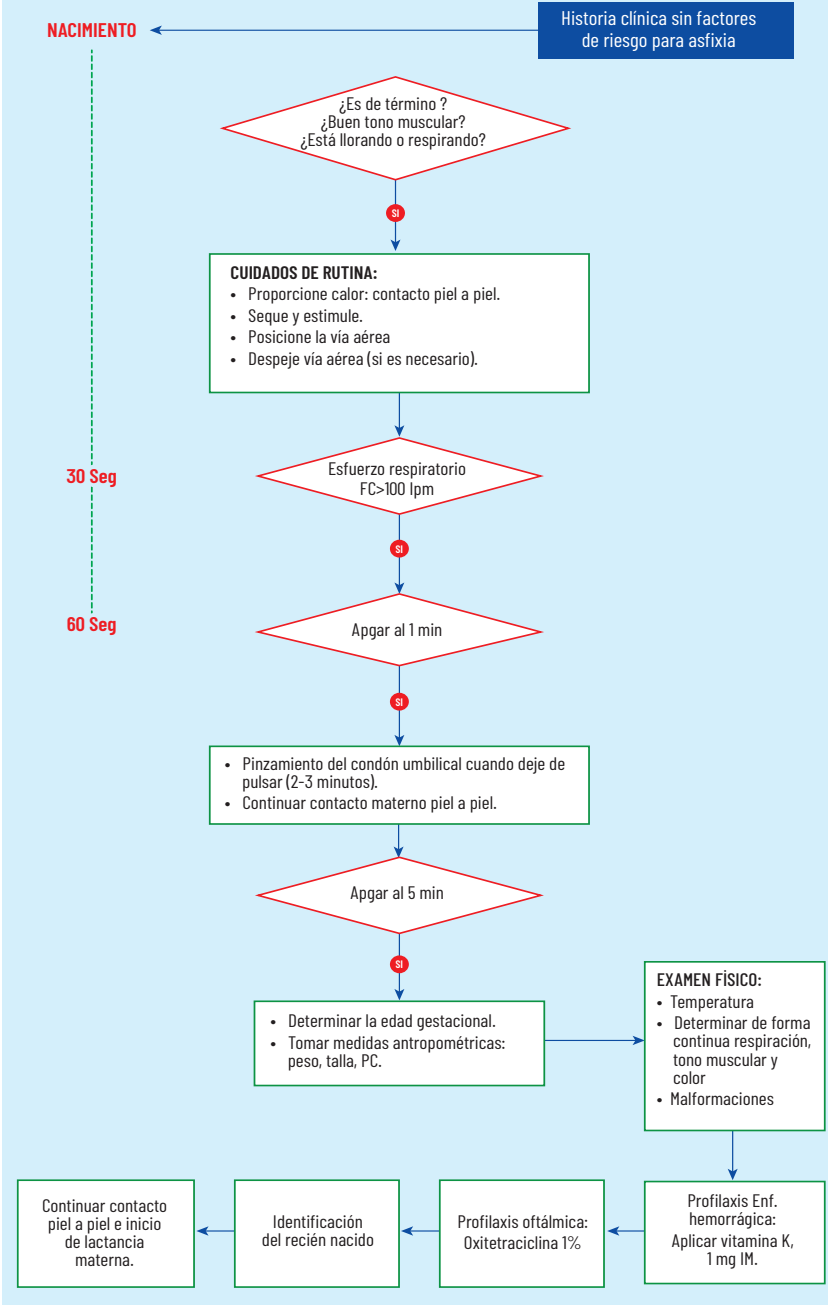 NACIMIENTO
Historia clínica sin factores
de riesgo para asfixia
¿Es de término ?
¿Buen tono muscular?
¿Está llorando o respirando?
SI
CUIDADOS DE RUTINA:
• Proporcione calor: contacto piel a piel.
• Seque y estimule.
• Posicione la vía aérea
• Despeje vía aérea (si es necesario).
30 Seg
Esfuerzo respiratorio
FC>100 lpm
SI
60 Seg
Apgar al 1 min
SI
• Pinzamiento del condón umbilical cuando deje de
pulsar (2-3 minutos).
• Continuar contacto materno piel a piel.
Apgar al 5 min
SI
• Determinar la edad gestacional.
• Tomar medidas antropométricas:
peso, talla, PC.
EXAMEN FÍSICO:
• Temperatura
• Determinar de forma
continua respiración,
tono muscular y
color
• Malformaciones
Profilaxis Enf.
hemorrágica:
Aplicar vitamina K,
1 mg IM.
Profilaxis oftálmica:
Oxitetraciclina 1%
Identificación
del recién nacido
Continuar contacto
piel a piel e inicio
de lactancia
materna.